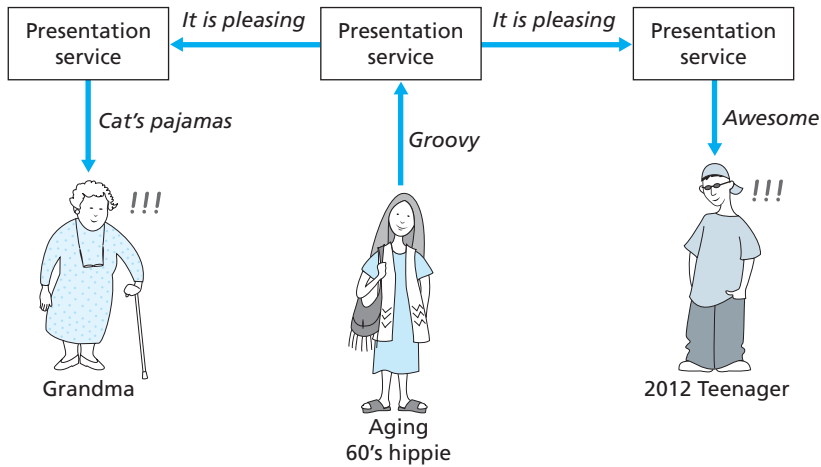 It is pleasing
It is pleasing
Presentation
service
Presentation
service
Presentation
service
Cat's pajamas
Groovy
Awesome
!!!
!!!
Grandma
Aging
60's hippie
2012 Teenager